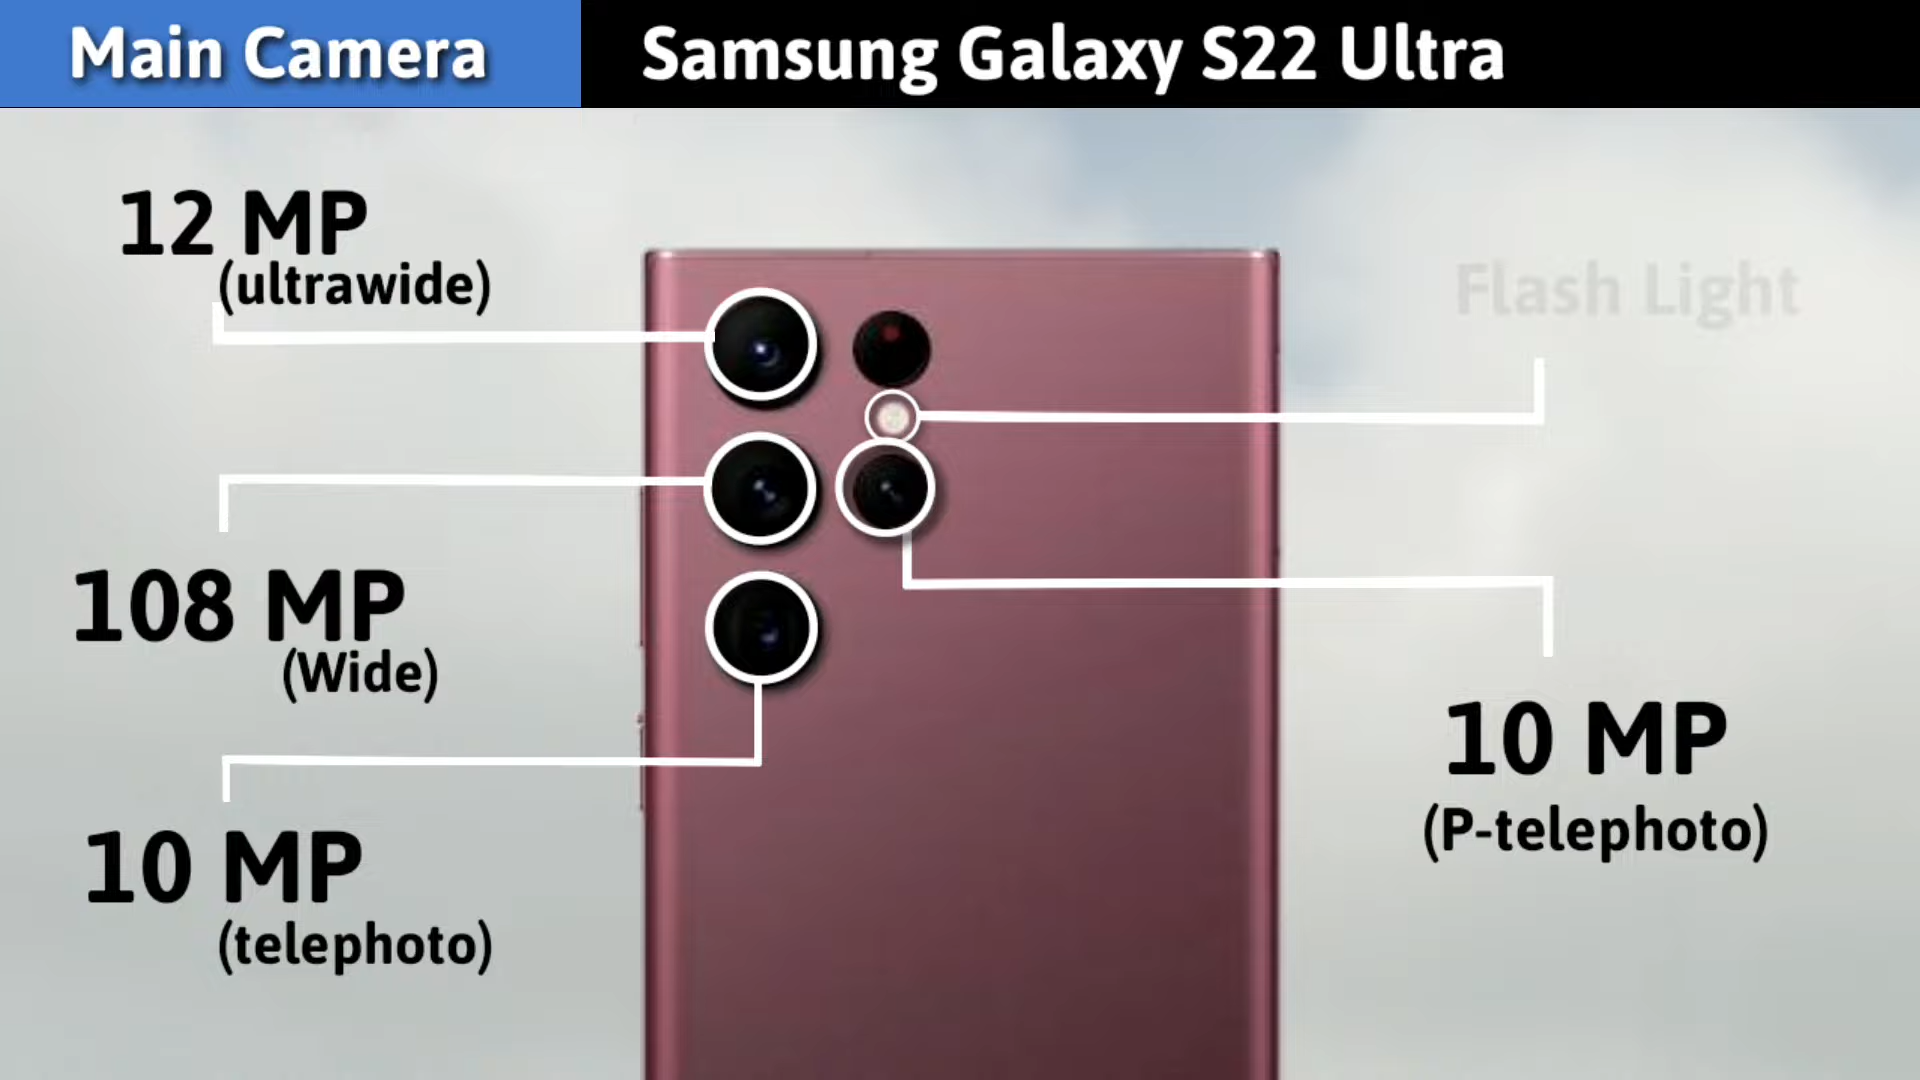 Main Camera
Samsung Galaxy S22 Ultra
12 MP
(ultrawide)
Flash Light
108 MP
(Wide)
10 MP
(P-telephoto)
10 MP
(telephoto)